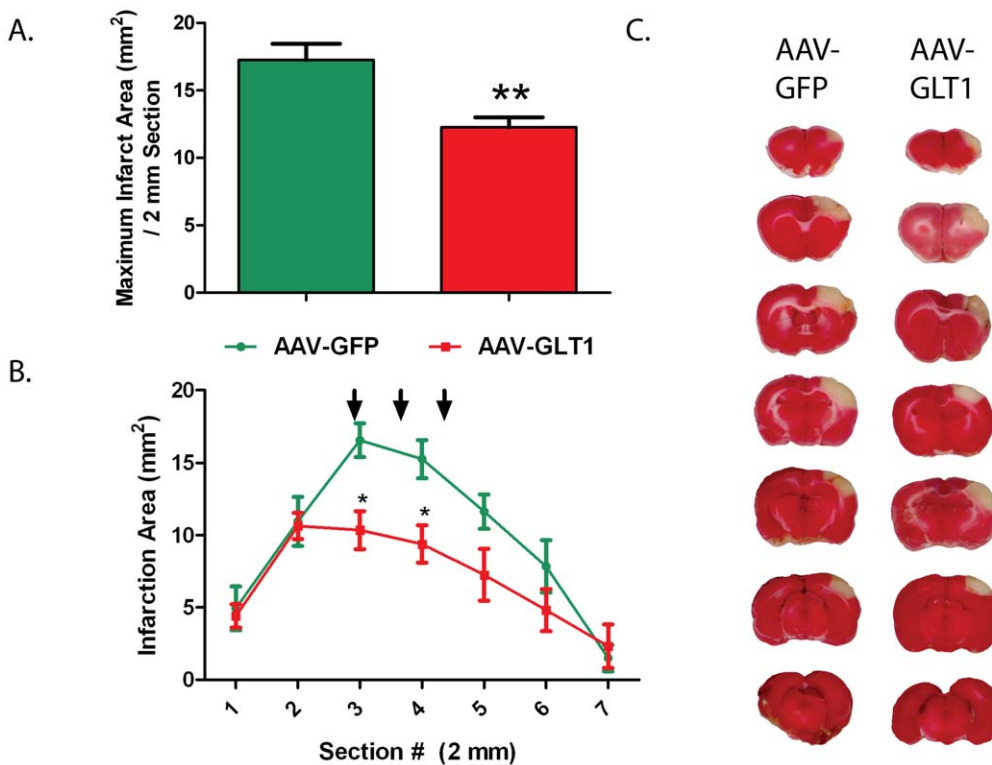 A.
Maximum Infarct Area (mm²)
/ 2 mm Section
20
15
10
5
0
**
AAV-GFP
AAV-GLT1
B.
Infarction Area (mm²)
20
15
10
5
0
*
*
1
2
3
4
5
6
7
Section # (2 mm)
C.
AAV-
GFP
AAV-
GLT1